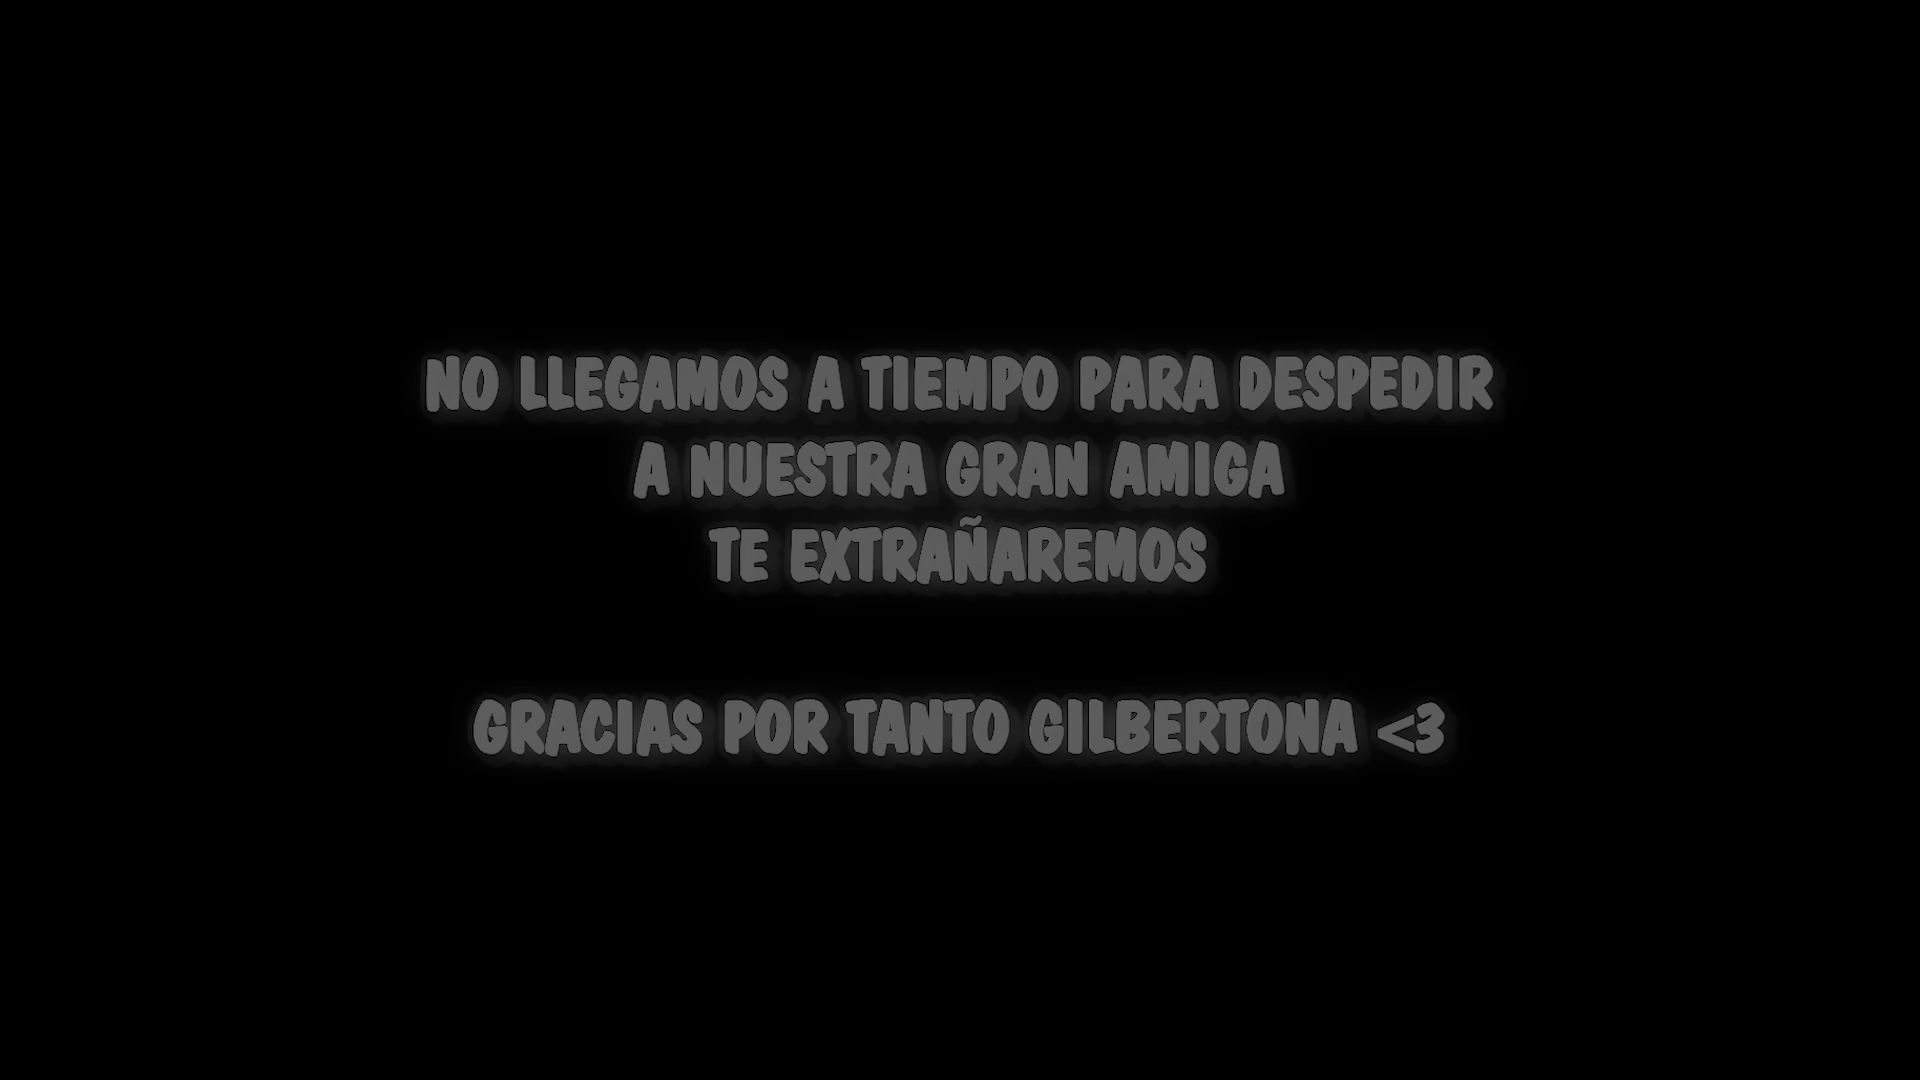 NO LLEGAMOS A TIEMPO PARA DESPEDIR
A NUESTRA GRAN AMIGA
TE EXTRAÑAREMOS
GRACIAS POR TANTO GILBERTONA <3